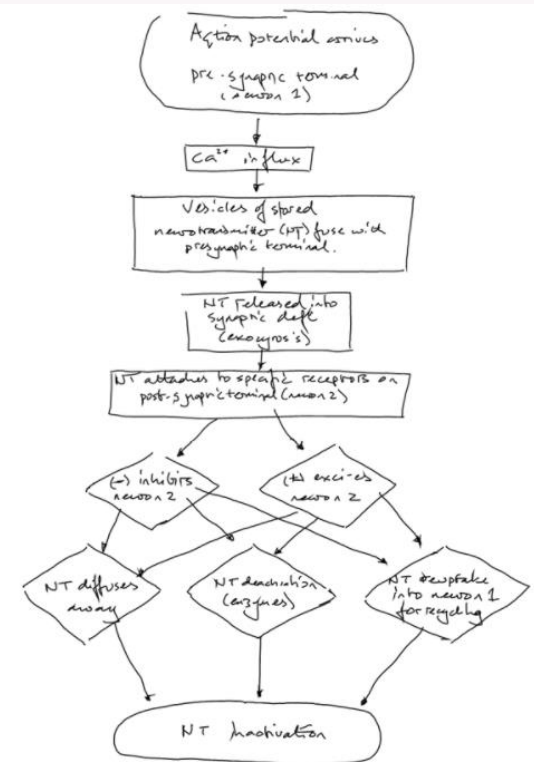 Action potential arrives
pre-synaptic terminal
(neuron 1)
Ca²⁺ influx
Vesicles of stored
neurotransmitter (NT) fuse with
presynaptic terminal.
NT released into
synaptic cleft
(exocytosis)
NT attaches to specific receptors on
post-synaptic terminal (neuron 2)
(-) inhibits
neuron 2
(+) excites
neuron 2
NT diffuses
away
NT deactivation
(enzymes)
NT reuptake
into neuron 1
for recycling
NT Inactivation